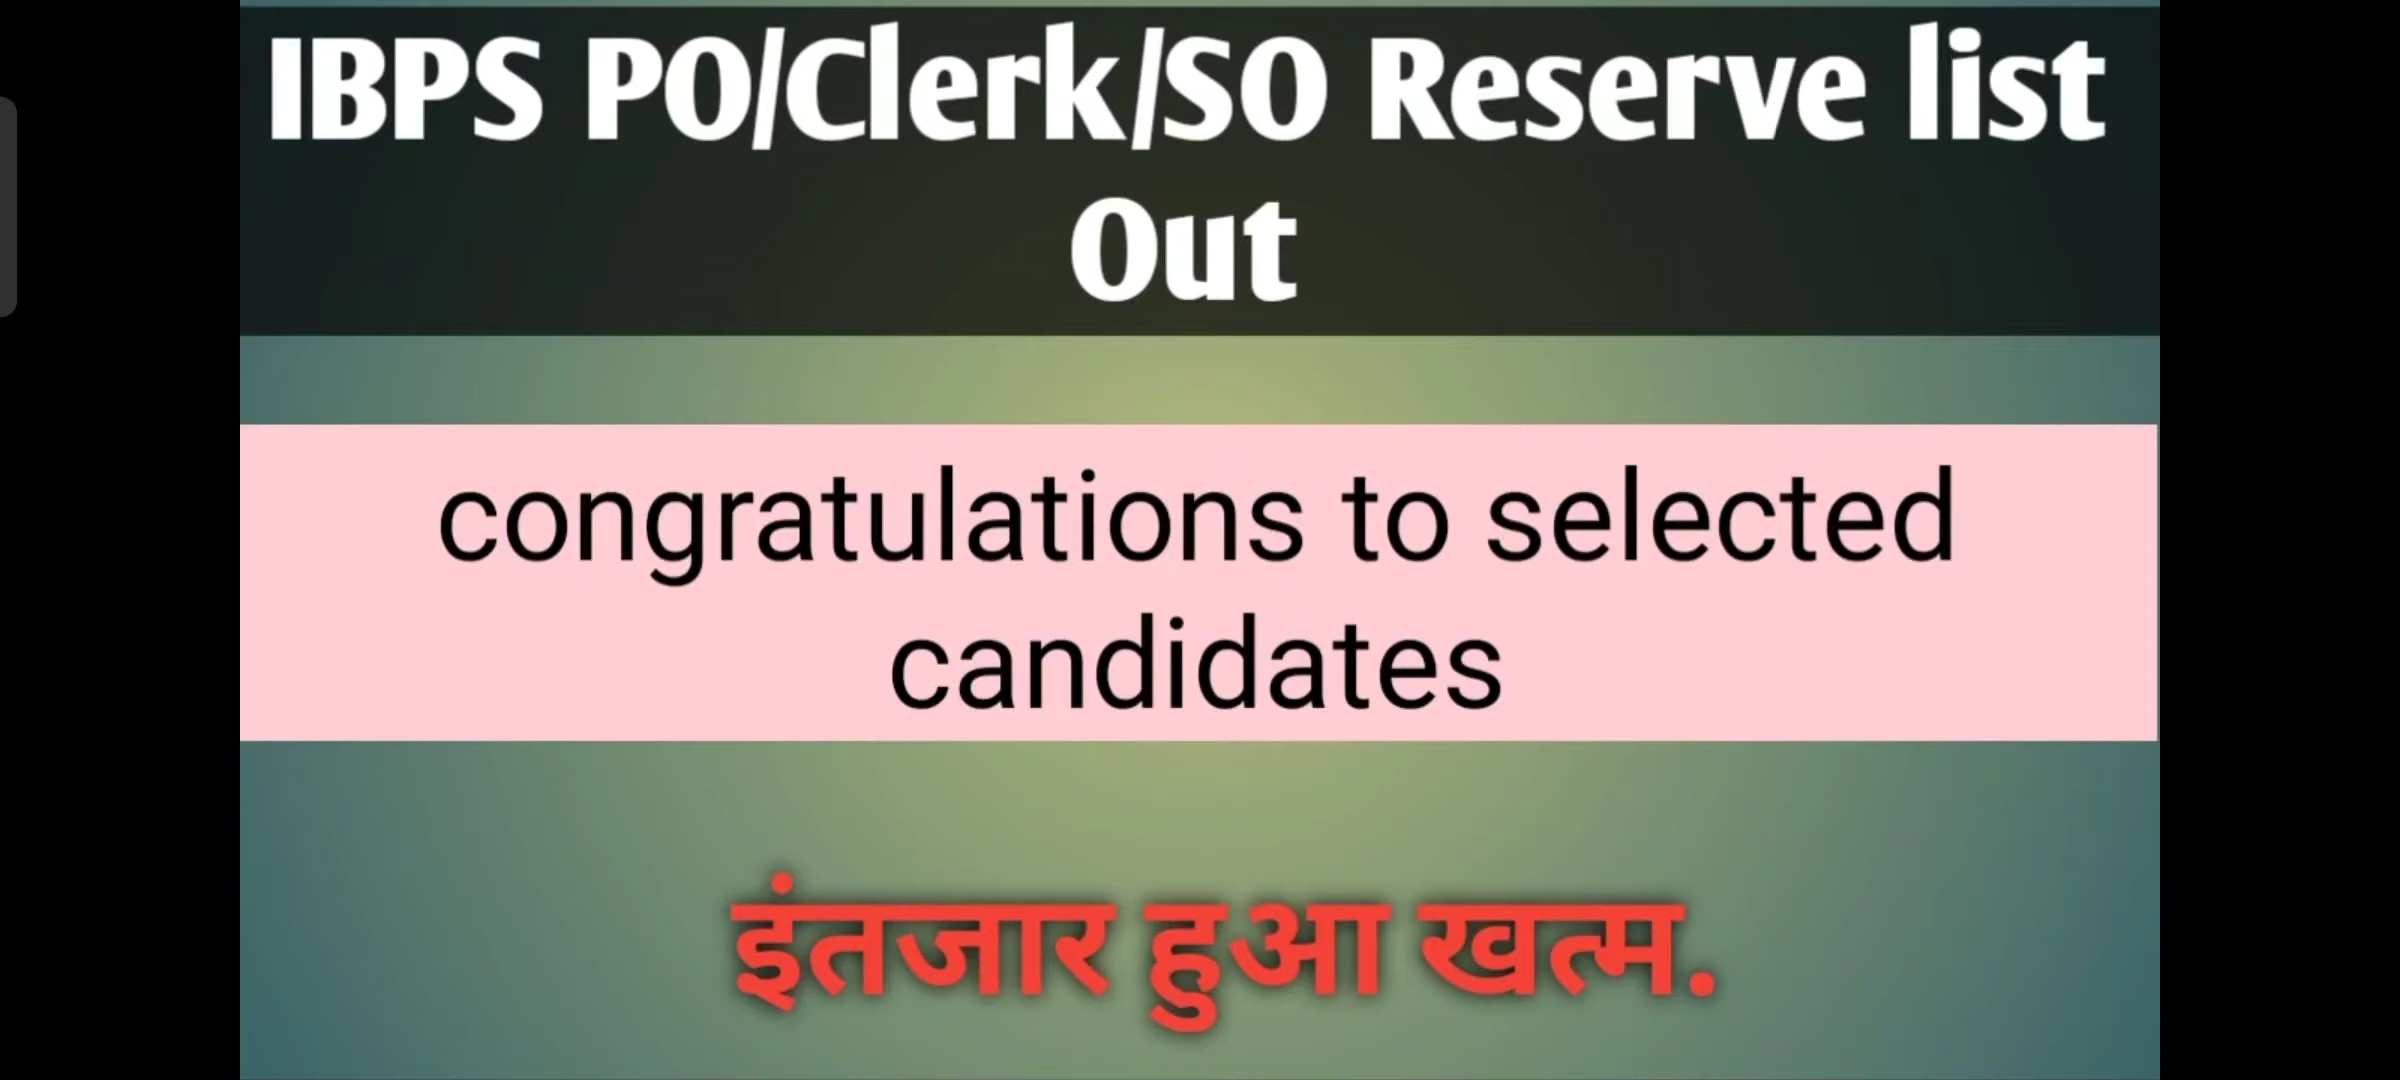 IBPS PO/Clerk/SO Reserve list
Out
congratulations to selected
candidates
इंतजार हुआ खत्म.